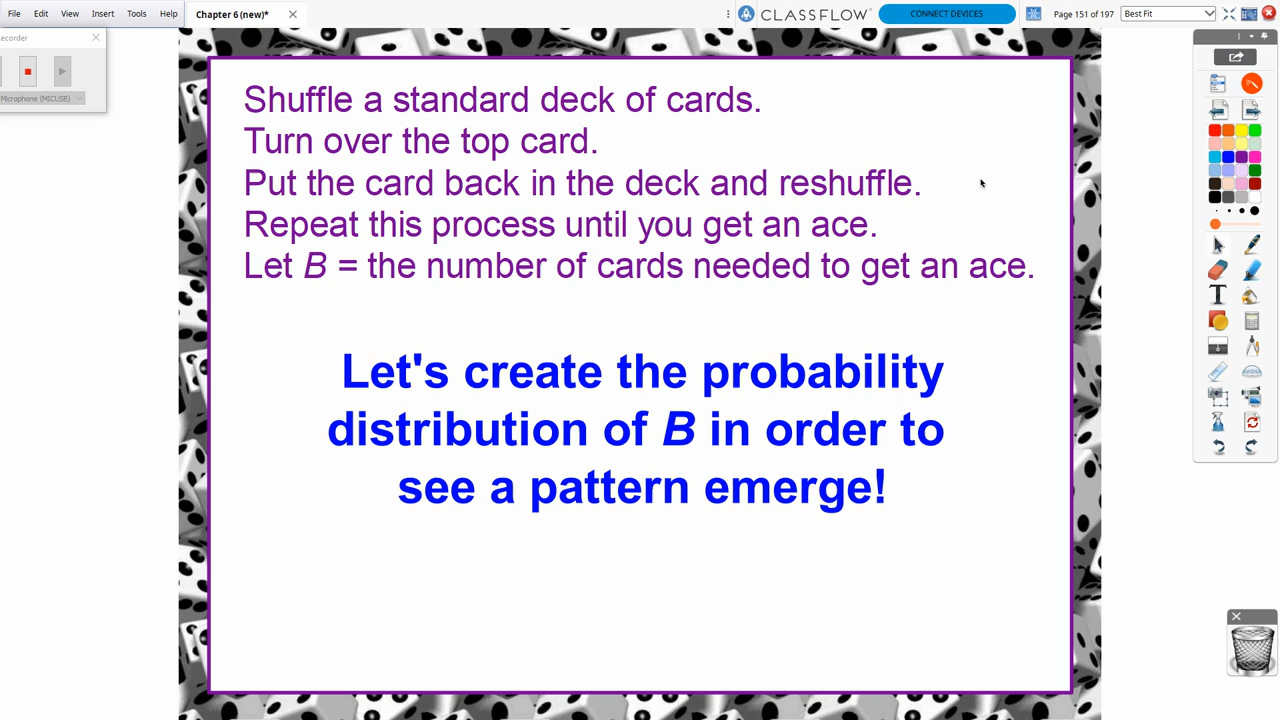 File Edit View Insert Tools Help
Chapter 6 (new)*
CLASSFLOW
CONNECT DEVICES
Page 151 of 197
Best Fit
ecorder
Microphone (MICUSB)
Shuffle a standard deck of cards.
Turn over the top card.
Put the card back in the deck and reshuffle.
Repeat this process until you get an ace.
Let B = the number of cards needed to get an ace.
Let's create the probability
distribution of B in order to
see a pattern emerge!